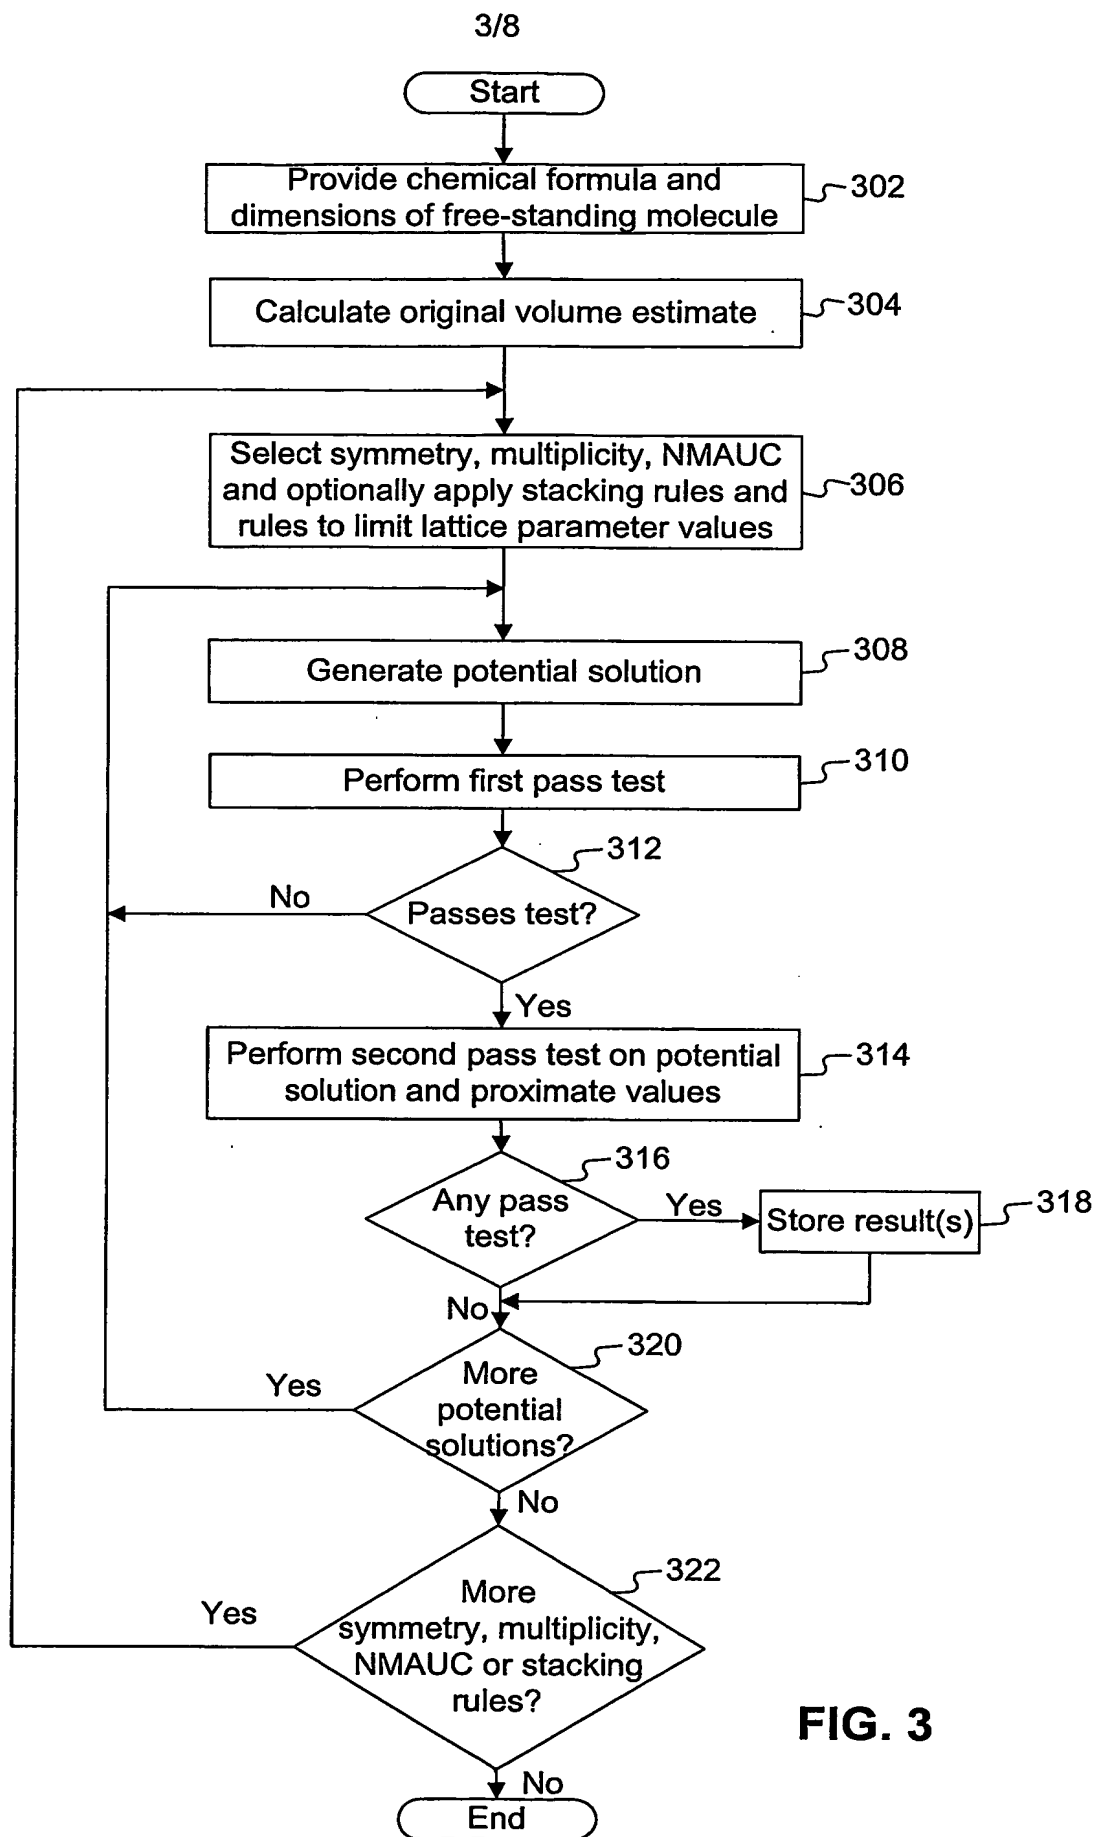 3/8
Start
Provide chemical formula and
dimensions of free-standing molecule
302
Calculate original volume estimate
304
Select symmetry, multiplicity, NMAUC
and optionally apply stacking rules and
rules to limit lattice parameter values
306
Generate potential solution
308
Perform first pass test
310
312
No
Passes test?
Yes
Perform second pass test on potential
solution and proximate values
314
316
Any pass
test?
Yes
Store result(s)
318
No
320
Yes
More
potential
solutions?
No
322
Yes
More
symmetry, multiplicity,
NMAUC or stacking
rules?
FIG. 3
No
End